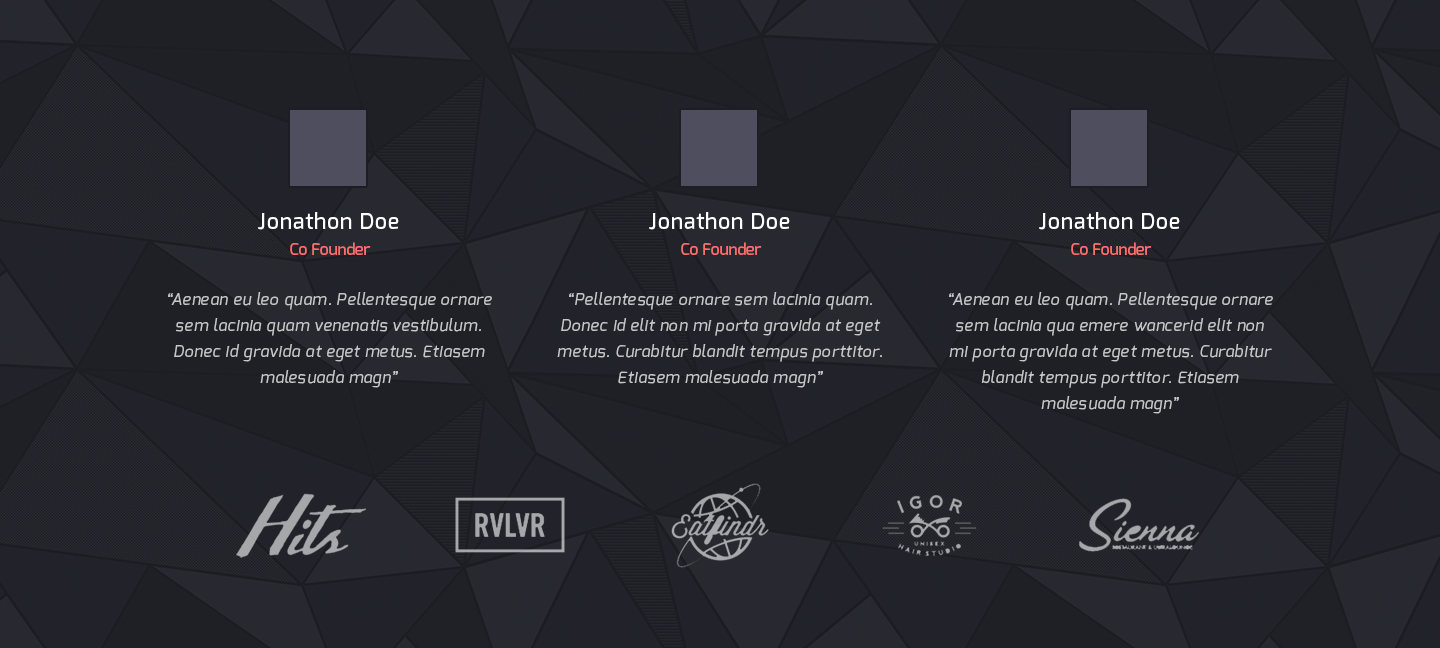 Jonathon Doe
Co Founder
“Aenean eu leo quam. Pellentesque ornare
sem lacinia quam venenatis vestibulum.
Donec id gravida at eget metus. Etiasem
malesuada magn”
Jonathon Doe
Co Founder
“Pellentesque ornare sem lacinia quam.
Donec id elit non mi porta gravida at eget
metus. Curabitur blandit tempus porttitor.
Etiasem malesuada magn”
Jonathon Doe
Co Founder
“Aenean eu leo quam. Pellentesque ornare
sem lacinia qua emere wancerid elit non
mi porta gravida at eget metus. Curabitur
blandit tempus porttitor. Etiasem
malesuada magn”
Hits
RVLVR
Eatfindr
IGOR
UNISEX
HAIR STUDIO
Sienna
RESTAURANT &